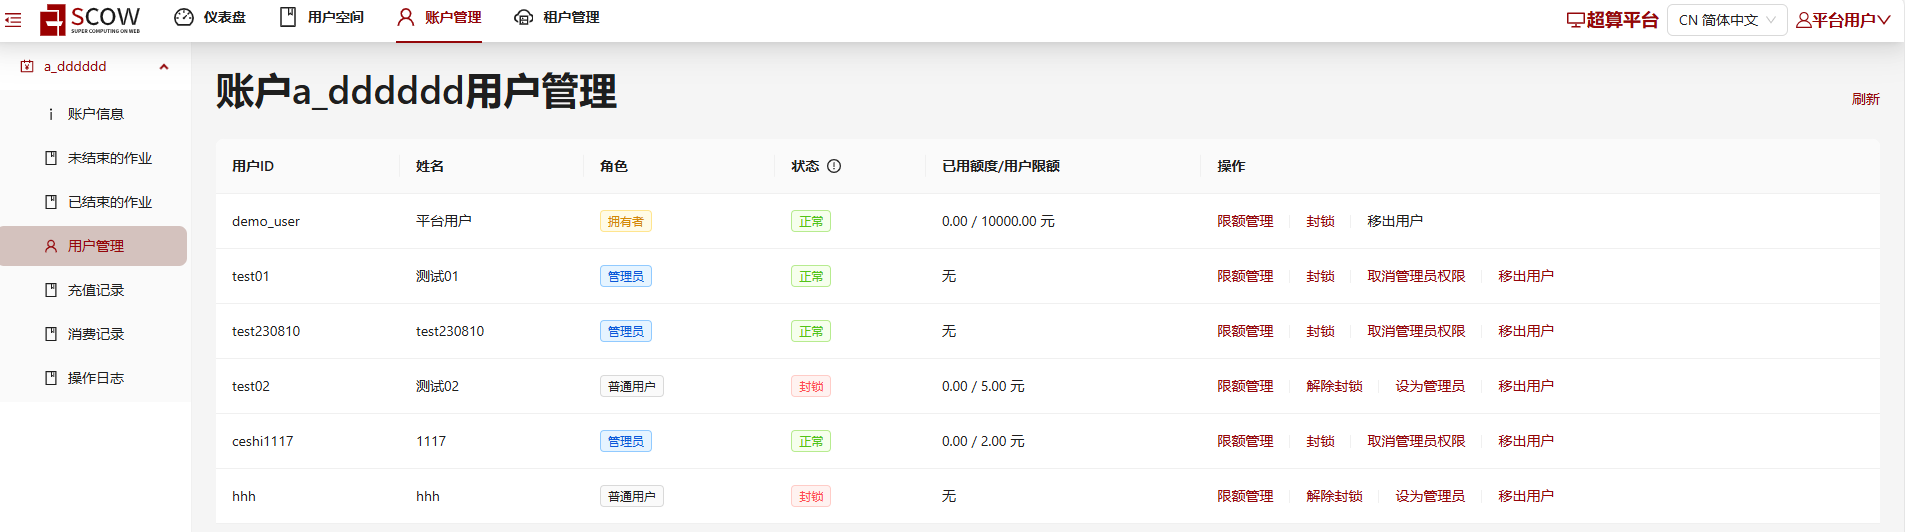 SCOW
SUPER COMPUTING ON WEB
仪表盘
用户空间
账户管理
租户管理
超算平台
CN 简体中文
平台用户
a_dddddd
账户信息
未结束的作业
已结束的作业
用户管理
充值记录
消费记录
操作日志
账户a_dddddd用户管理
刷新
用户ID 姓名 角色 状态 已用额度/用户限额 操作
demo_user 平台用户 拥有者 正常 0.00 / 10000.00 元 限额管理 封锁 移出用户
test01 测试01 管理员 正常 无 限额管理 封锁 取消管理员权限 移出用户
test230810 test230810 管理员 正常 无 限额管理 封锁 取消管理员权限 移出用户
test02 测试02 普通用户 封锁 0.00 / 5.00 元 限额管理 解除封锁 设为管理员 移出用户
ceshi1117 1117 管理员 正常 0.00 / 2.00 元 限额管理 封锁 取消管理员权限 移出用户
hhh hhh 普通用户 封锁 无 限额管理 解除封锁 设为管理员 移出用户